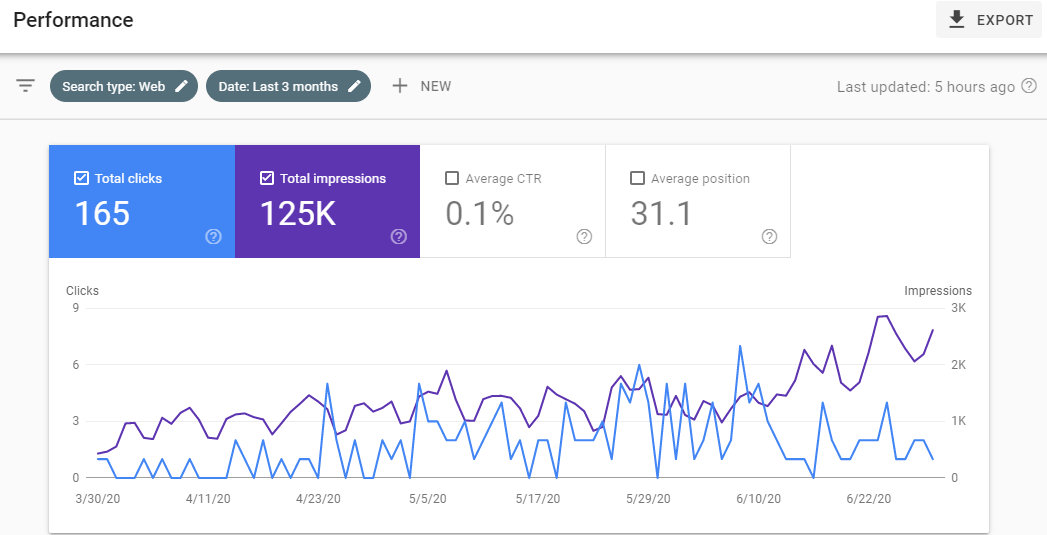 Performance
EXPORT
Search type: Web
Date: Last 3 months
NEW
Last updated: 5 hours ago
Total clicks
165
Total impressions
125K
Average CTR
0.1%
Average position
31.1
Clicks
Impressions
9
6
3
0
3K
2K
1K
0
3/30/20 4/11/20 4/23/20 5/5/20 5/17/20 5/29/20 6/10/20 6/22/20